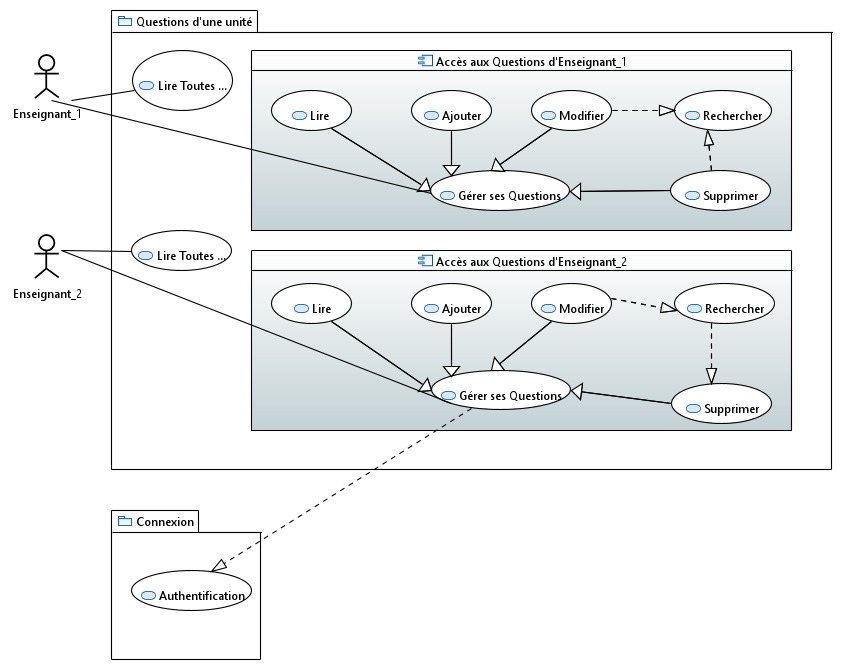 Questions d'une unité
Accès aux Questions d'Enseignant_1
Lire Toutes ...
Enseignant_1
Lire
Ajouter
Modifier
Rechercher
Gérer ses Questions
Supprimer
Accès aux Questions d'Enseignant_2
Lire Toutes ...
Enseignant_2
Lire
Ajouter
Modifier
Rechercher
Gérer ses Questions
Supprimer
Connexion
Authentification